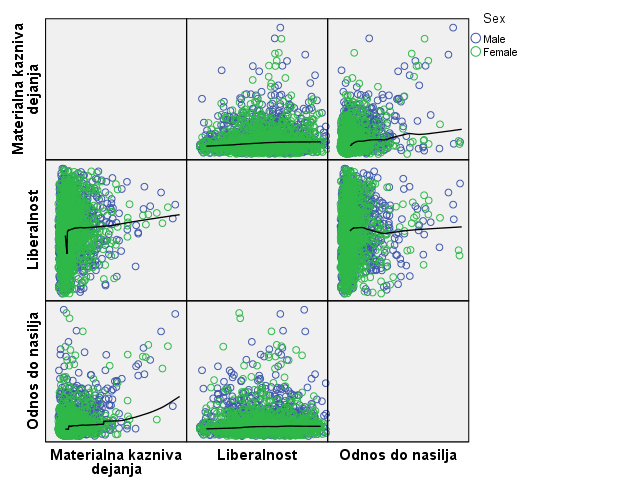 Sex
Male
Female
Materialna kazniva
dejanja
Liberalnost
Odnos do nasilja
Materialna kazniva
dejanja
Liberalnost
Odnos do nasilja